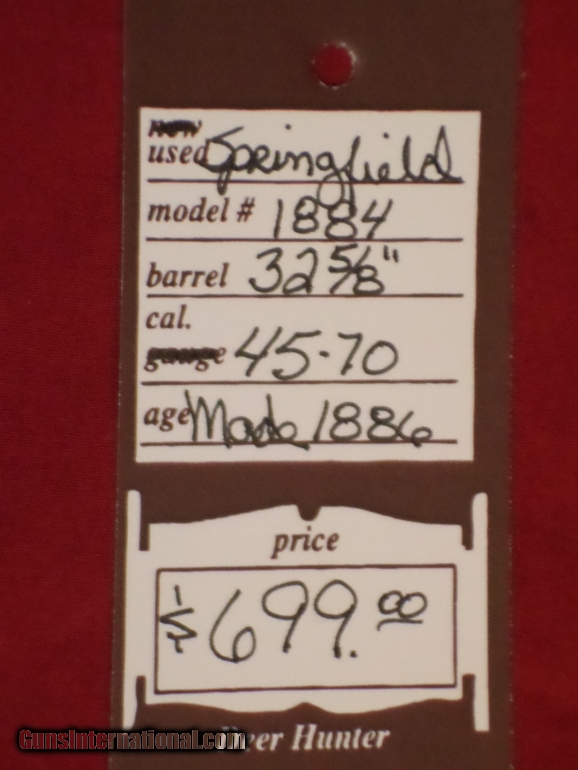 new
used Springfield
model # 1884
barrel 32 5/8"
cal.
gauge 45-70
age Made 1886
price
$699.00
GunsInternational.com
Hunter